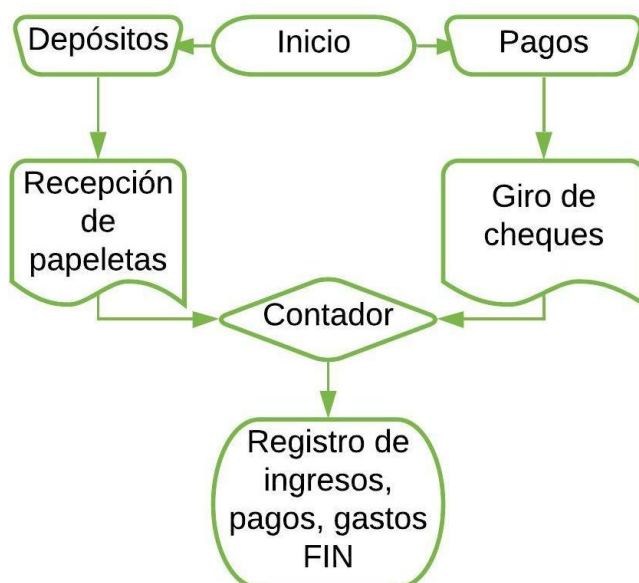 Depósitos
Inicio
Pagos
Recepción
de
papeletas
Giro de
cheques
Contador
Registro de
ingresos,
pagos, gastos
FIN